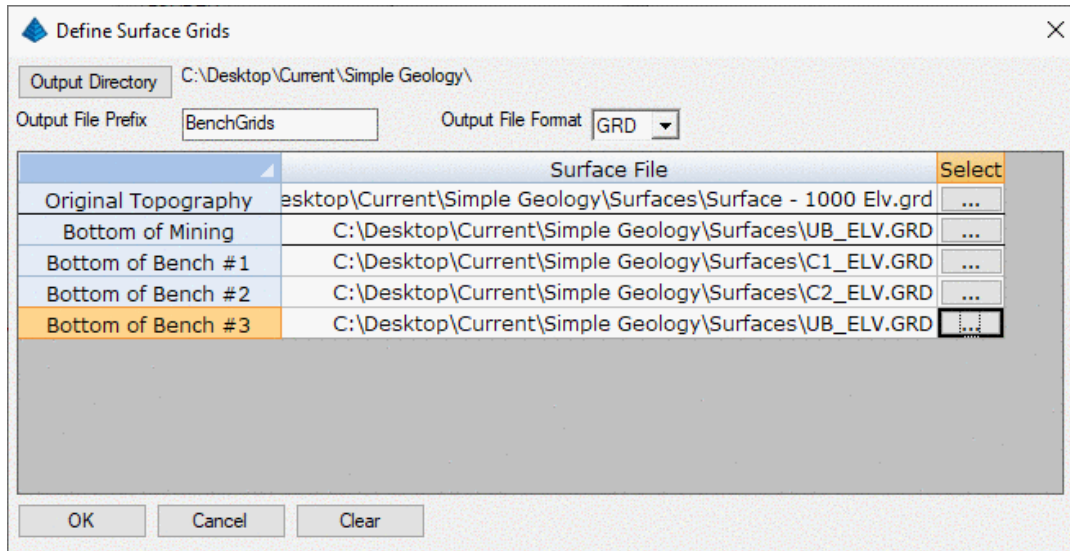 Define Surface Grids
Output Directory C:\Desktop\Current\Simple Geology\
Output File Prefix BenchGrids Output File Format GRD
Surface File Select
Original Topography esktop\Current\Simple Geology\Surfaces\Surface - 1000 Elv.grd ...
Bottom of Mining C:\Desktop\Current\Simple Geology\Surfaces\UB_ELV.GRD ...
Bottom of Bench #1 C:\Desktop\Current\Simple Geology\Surfaces\C1_ELV.GRD ...
Bottom of Bench #2 C:\Desktop\Current\Simple Geology\Surfaces\C2_ELV.GRD ...
Bottom of Bench #3 C:\Desktop\Current\Simple Geology\Surfaces\UB_ELV.GRD ...
OK Cancel Clear